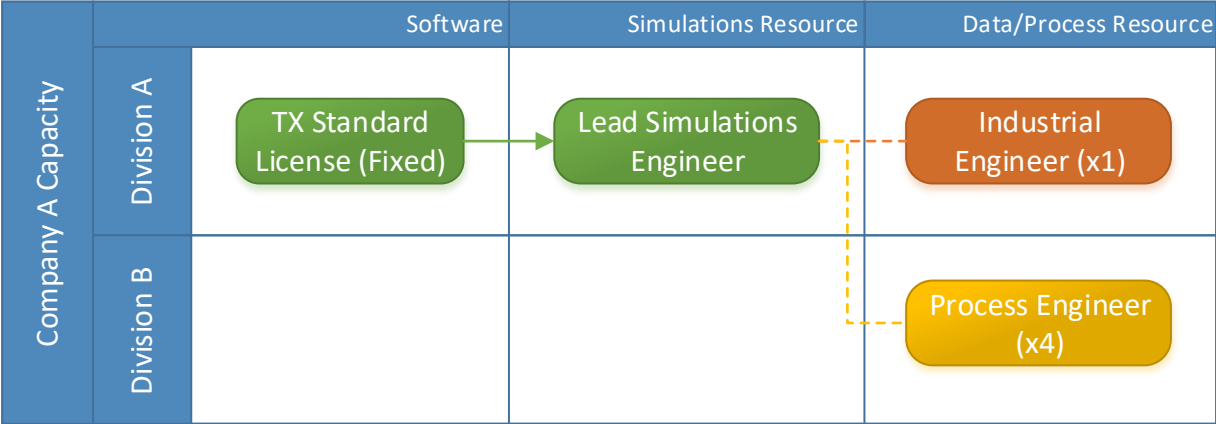 Software
Simulations Resource
Data/Process Resource
Company A Capacity
Division A
TX Standard
License (Fixed)
Lead Simulations
Engineer
Industrial
Engineer (x1)
Division B
Process Engineer
(x4)